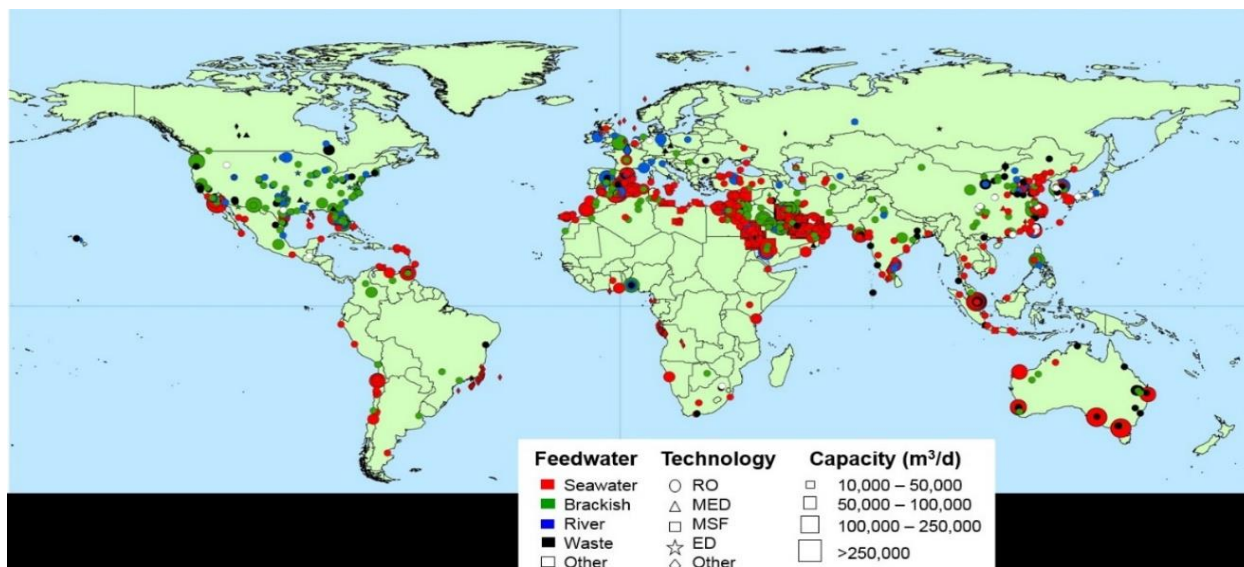 Feedwater Technology Capacity (m³/d)
Seawater RO 10,000 – 50,000
Brackish MED 50,000 – 100,000
River MSF 100,000 – 250,000
Waste ED >250,000
Other Other